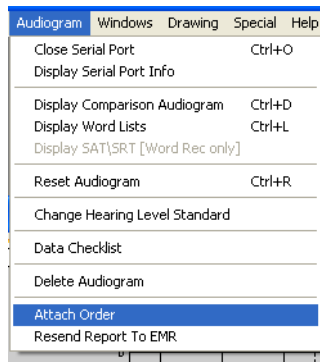 Audiogram Windows Drawing Special Help
Close Serial Port Ctrl+O
Display Serial Port Info
Display Comparison Audiogram Ctrl+D
Display Word Lists Ctrl+L
Display SAT\SRT [Word Rec only]
Reset Audiogram Ctrl+R
Change Hearing Level Standard
Data Checklist
Delete Audiogram
Attach Order
Resend Report To EMR